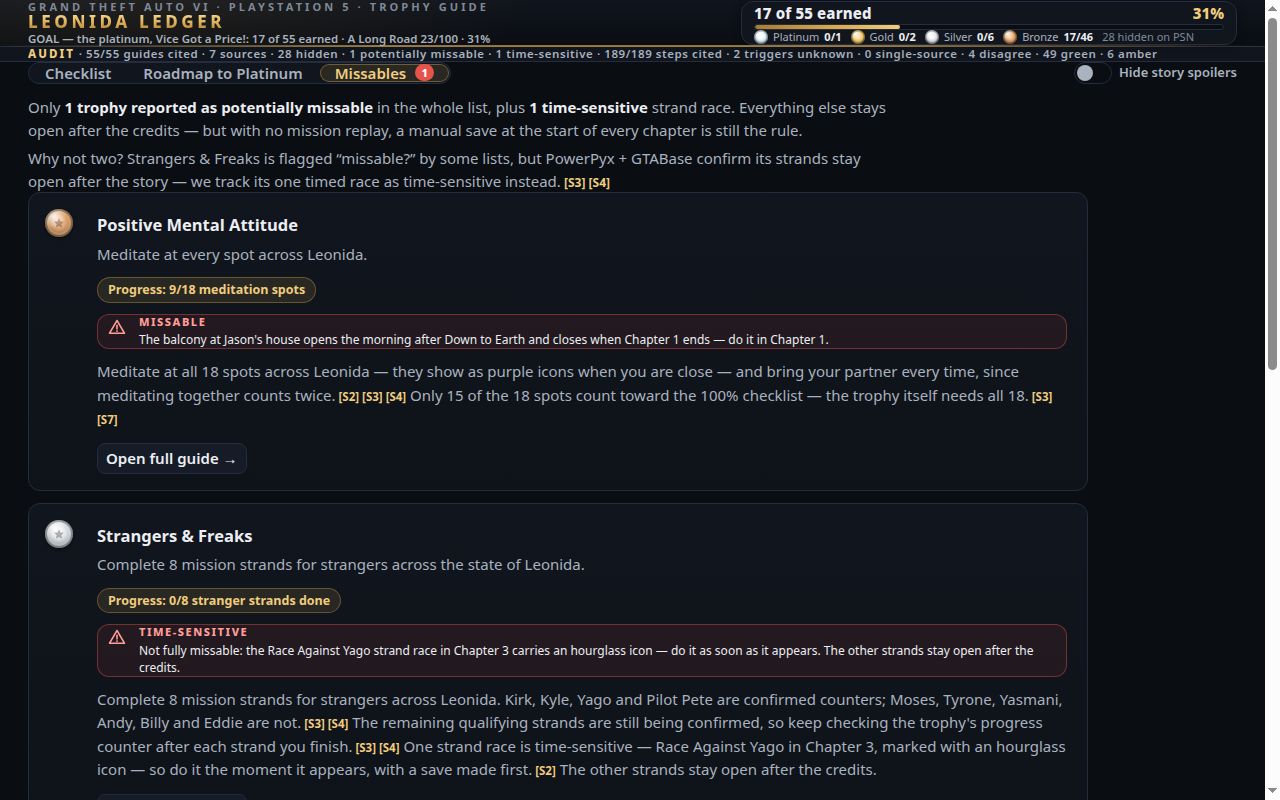 GRAND THEFT AUTO VI · PLAYSTATION 5 · TROPHY GUIDE
LEONIDA LEDGER
GOAL — the platinum, Vice Got a Price!: 17 of 55 earned · A Long Road 23/100 · 31%
17 of 55 earned 31%
Platinum 0/1 Gold 0/2 Silver 0/6 Bronze 17/46 28 hidden on PSN
AUDIT · 55/55 guides cited · 7 sources · 28 hidden · 1 potentially missable · 1 time-sensitive · 189/189 steps cited · 2 triggers unknown · 0 single-source · 4 disagree · 49 green · 6 amber
Checklist Roadmap to Platinum Missables 1 Hide story spoilers
Only 1 trophy reported as potentially missable in the whole list, plus 1 time-sensitive strand race. Everything else stays
open after the credits — but with no mission replay, a manual save at the start of every chapter is still the rule.
Why not two? Strangers & Freaks is flagged “missable?” by some lists, but PowerPyx + GTABase confirm its strands stay
open after the story — we track its one timed race as time-sensitive instead. [S3] [S4]
Positive Mental Attitude
Meditate at every spot across Leonida.
Progress: 9/18 meditation spots
MISSABLE
The balcony at Jason's house opens the morning after Down to Earth and closes when Chapter 1 ends — do it in Chapter 1.
Meditate at all 18 spots across Leonida — they show as purple icons when you are close — and bring your partner every time, since
meditating together counts twice. [S2] [S3] [S4] Only 15 of the 18 spots count toward the 100% checklist — the trophy itself needs all 18. [S3]
[S7]
Open full guide →
Strangers & Freaks
Complete 8 mission strands for strangers across the state of Leonida.
Progress: 0/8 stranger strands done
TIME-SENSITIVE
Not fully missable: the Race Against Yago strand race in Chapter 3 carries an hourglass icon — do it as soon as it appears. The other strands stay open after the
credits.
Complete 8 mission strands for strangers across Leonida. Kirk, Kyle, Yago and Pilot Pete are confirmed counters; Moses, Tyrone, Yasmani,
Andy, Billy and Eddie are not. [S3] [S4] The remaining qualifying strands are still being confirmed, so keep checking the trophy's progress
counter after each strand you finish. [S3] [S4] One strand race is time-sensitive — Race Against Yago in Chapter 3, marked with an hourglass
icon — so do it the moment it appears, with a save made first. [S2] The other strands stay open after the credits.